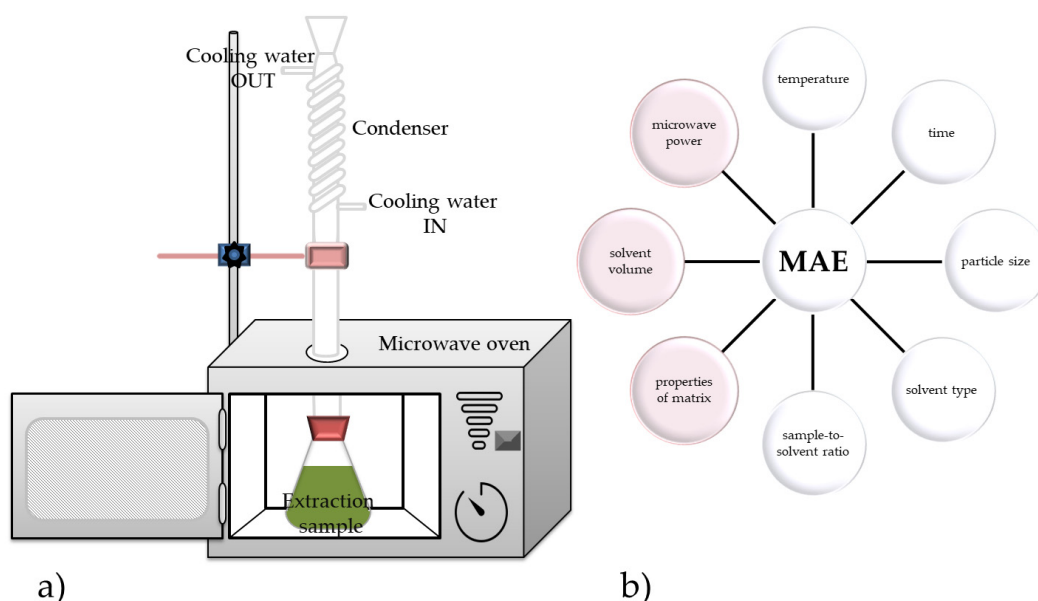 Cooling water
OUT
Condenser
Cooling water
IN
Microwave oven
Extraction
sample
a)
temperature
microwave
power
time
solvent
volume
MAE
particle size
properties
of matrix
solvent type
sample-to-
solvent ratio
b)